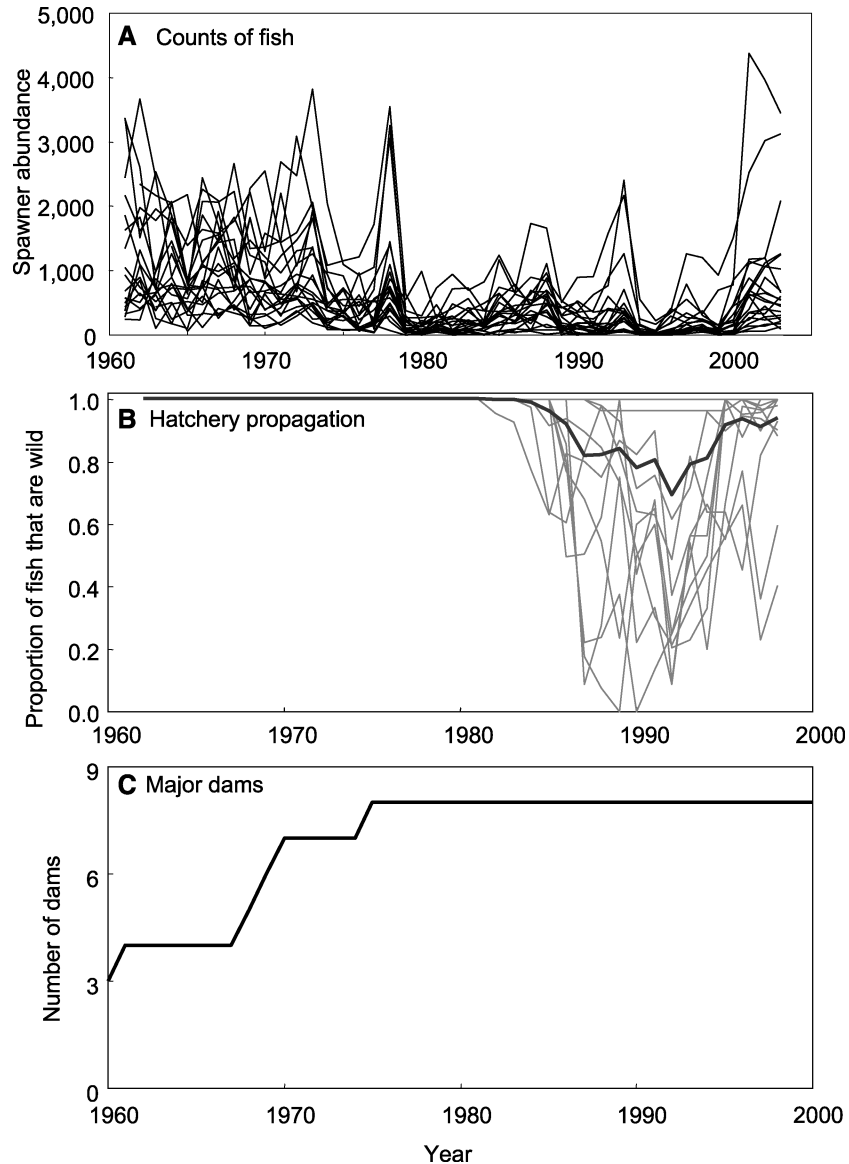 5,000
A Counts of fish
4,000
3,000
2,000
1,000
0
Spawner abundance
1960 1970 1980 1990 2000
1.0
B Hatchery propagation
0.8
0.6
0.4
0.2
0.0
Proportion of fish that are wild
1960 1970 1980 1990 2000
9
C Major dams
6
3
0
Number of dams
1960 1970 1980 1990 2000
Year